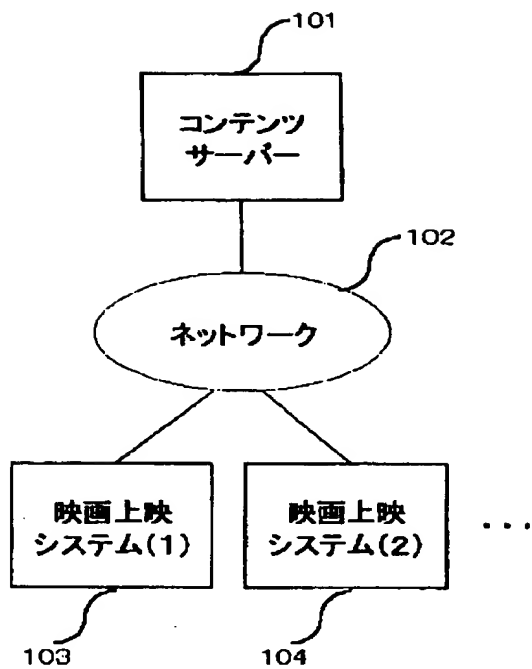 101
コンテンツ
サーバー
102
ネットワーク
映画上映
システム(1)
映画上映
システム(2)
...
103
104